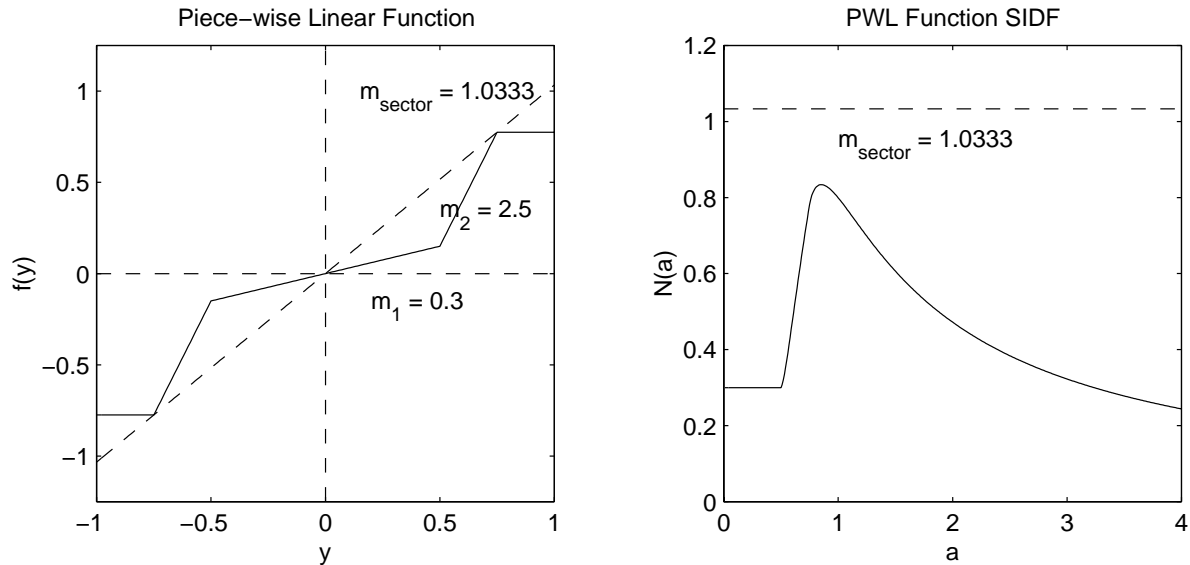 Piece−wise Linear Function
1
0.5
0
−0.5
−1
−1
−0.5
0
0.5
1
y
f(y)
m_sector = 1.0333
m_2 = 2.5
m_1 = 0.3
PWL Function SIDF
1.2
1
0.8
0.6
0.4
0.2
0
0
1
2
3
4
a
N(a)
m_sector = 1.0333